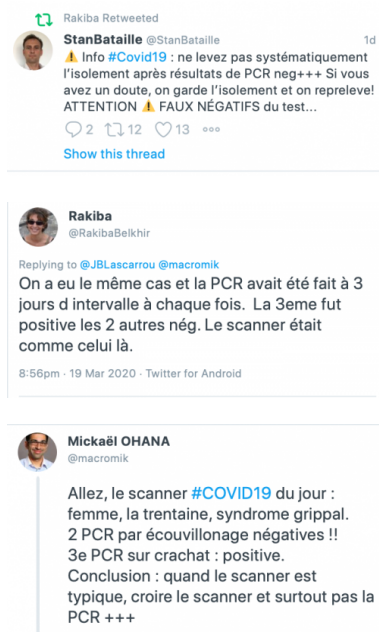 Rakiba Retweeted
StanBataille @StanBataille 1d
⚠️ Info #Covid19 : ne levez pas systématiquement
l'isolement après résultats de PCR neg+++ Si vous
avez un doute, on garde l'isolement et on repreleve!
ATTENTION ⚠️ FAUX NÉGATIFS du test...
2 12 13
Show this thread
Rakiba
@RakibaBelkhir
Replying to @JBLascarrou @macromik
On a eu le même cas et la PCR avait été fait à 3
jours d intervalle à chaque fois. La 3eme fut
positive les 2 autres nég. Le scanner était
comme celui là.
8:56pm · 19 Mar 2020 · Twitter for Android
Mickaël OHANA
@macromik
Allez, le scanner #COVID19 du jour :
femme, la trentaine, syndrome grippal.
2 PCR par écouvillonage négatives !!
3e PCR sur crachat : positive.
Conclusion : quand le scanner est
typique, croire le scanner et surtout pas la
PCR +++